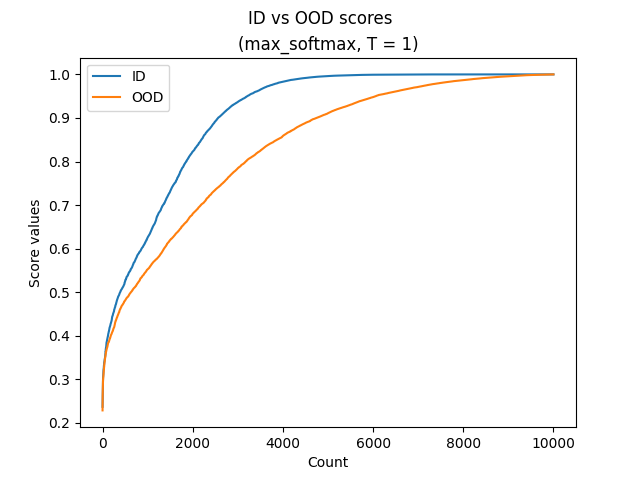 ID vs OOD scores
(max_softmax, T = 1)
ID
OOD
1.0
0.9
0.8
0.7
0.6
0.5
0.4
0.3
0.2
Score values
0 2000 4000 6000 8000 10000
Count